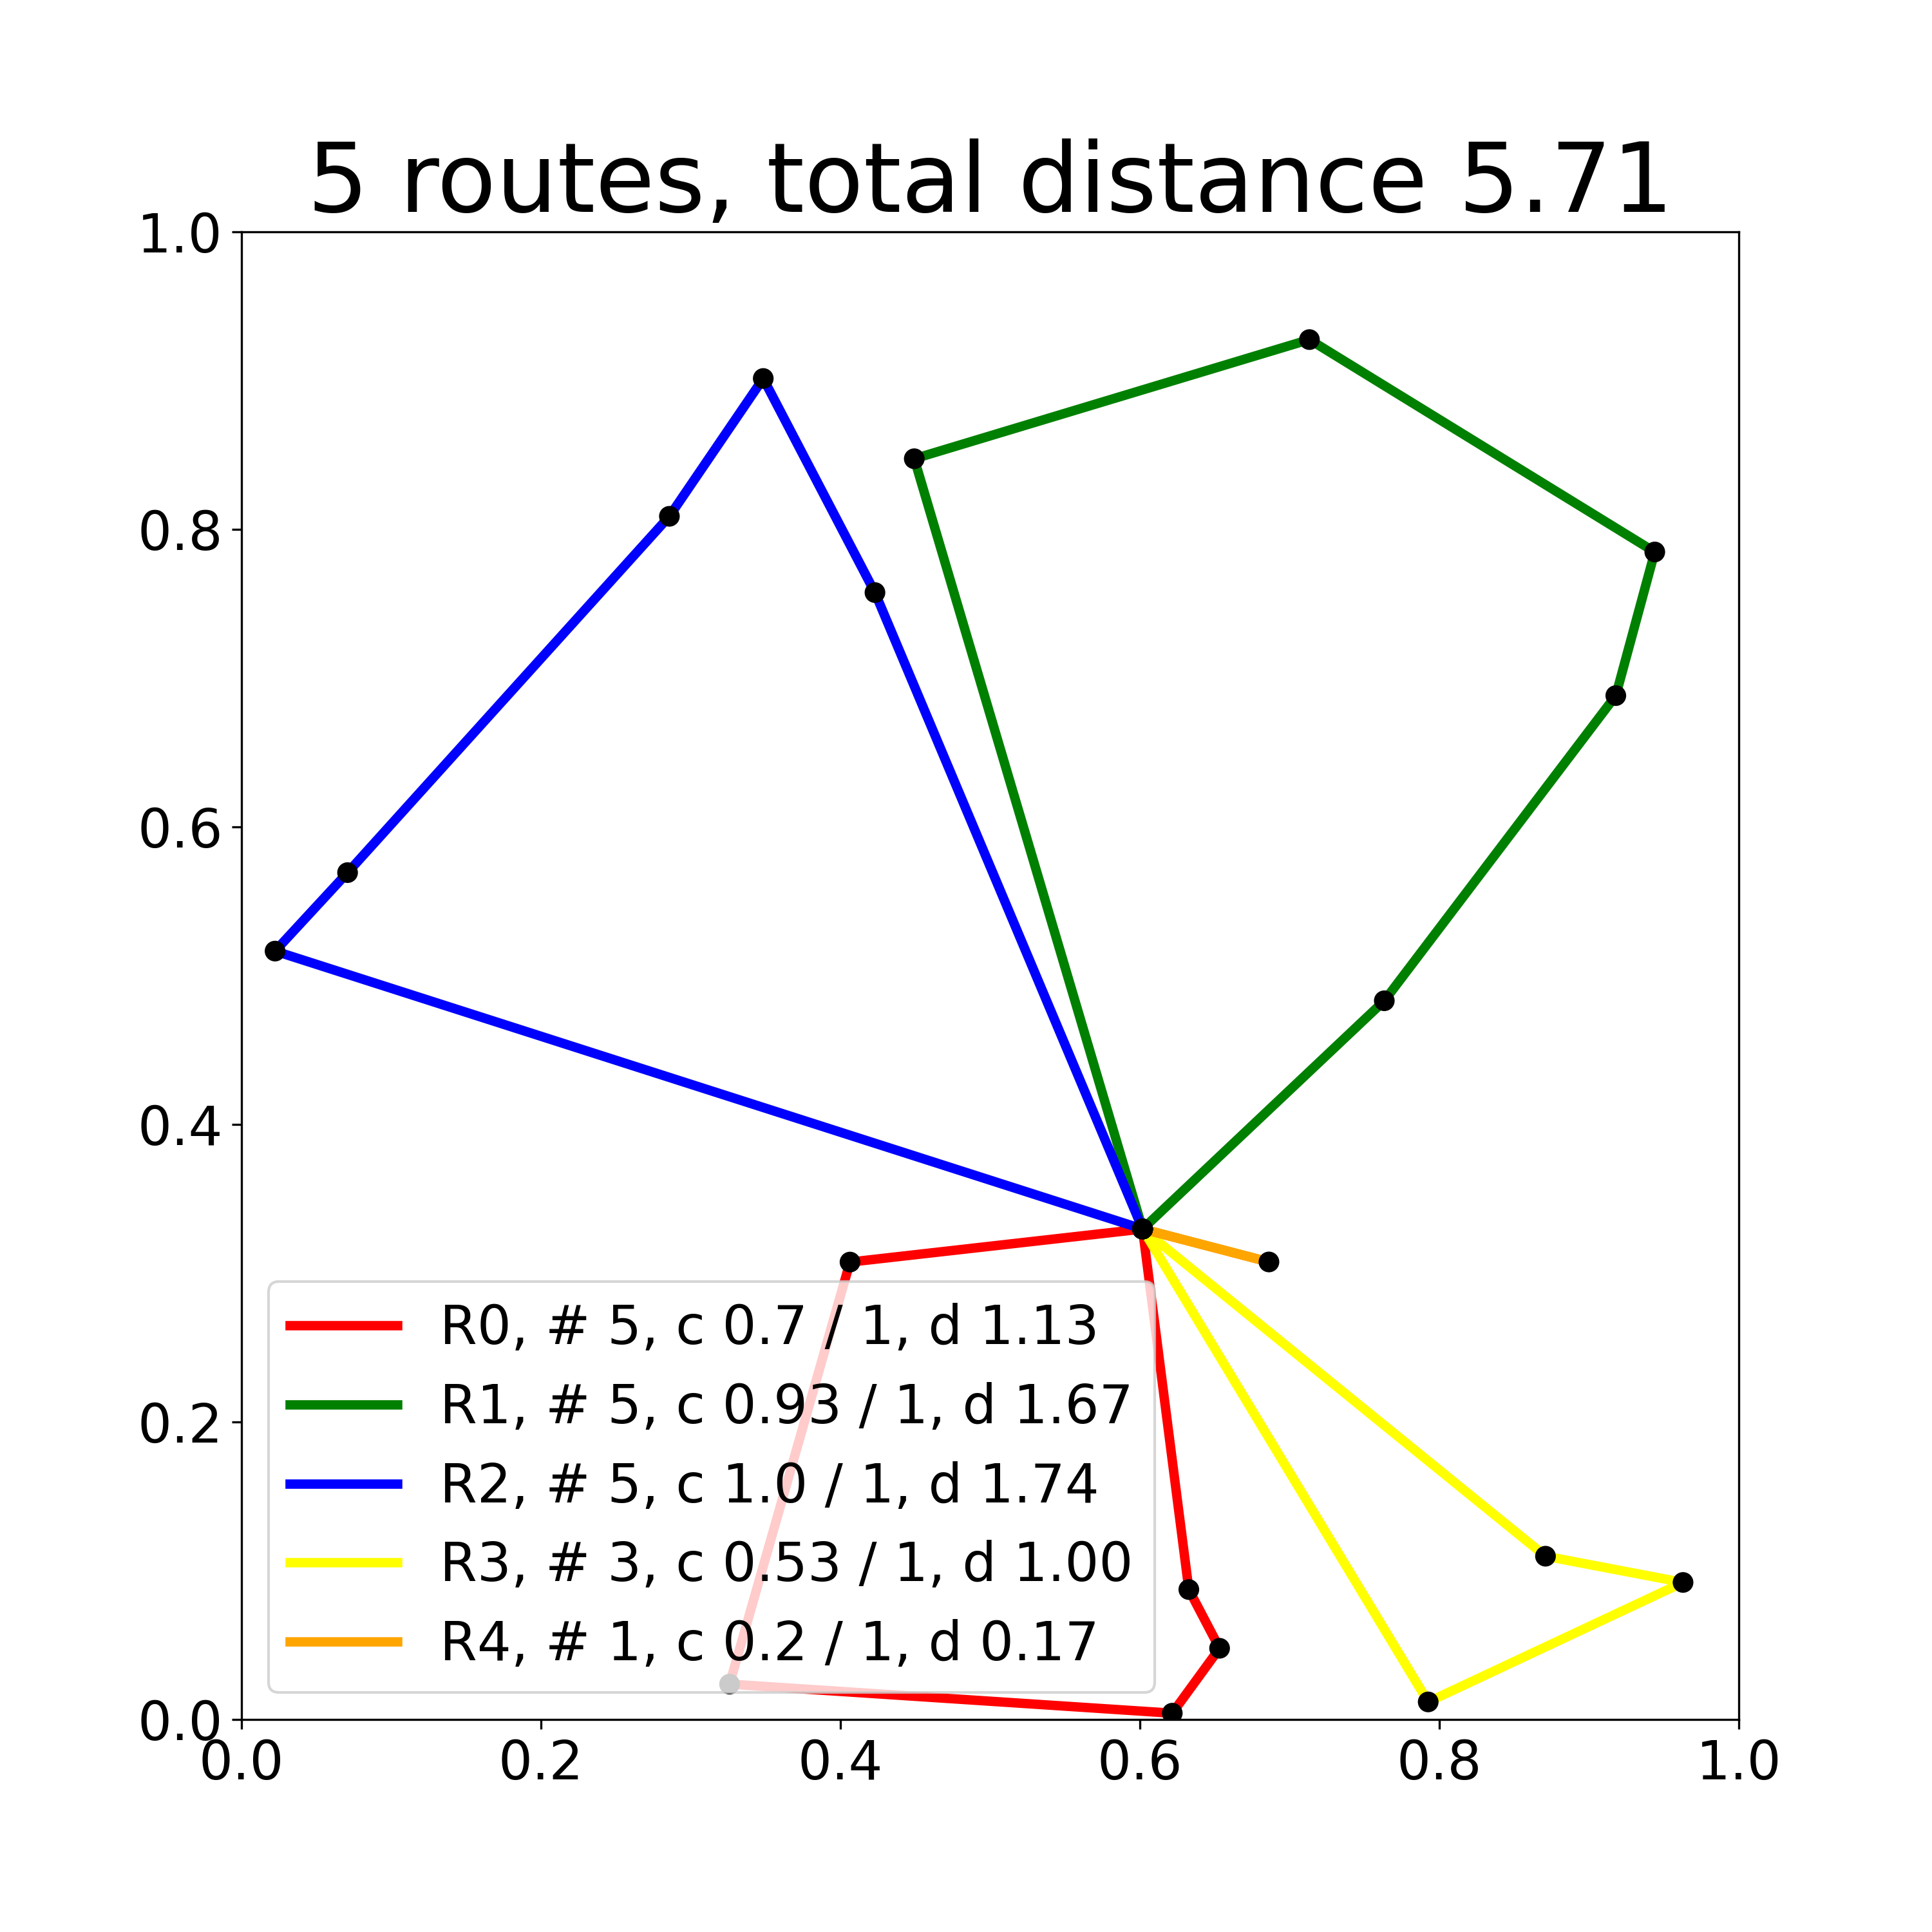 5 routes, total distance 5.71
1.0
0.8
0.6
0.4
0.2
0.0
R0, # 5, c 0.7 / 1, d 1.13
R1, # 5, c 0.93 / 1, d 1.67
R2, # 5, c 1.0 / 1, d 1.74
R3, # 3, c 0.53 / 1, d 1.00
R4, # 1, c 0.2 / 1, d 0.17
0.0 0.2 0.4 0.6 0.8 1.0